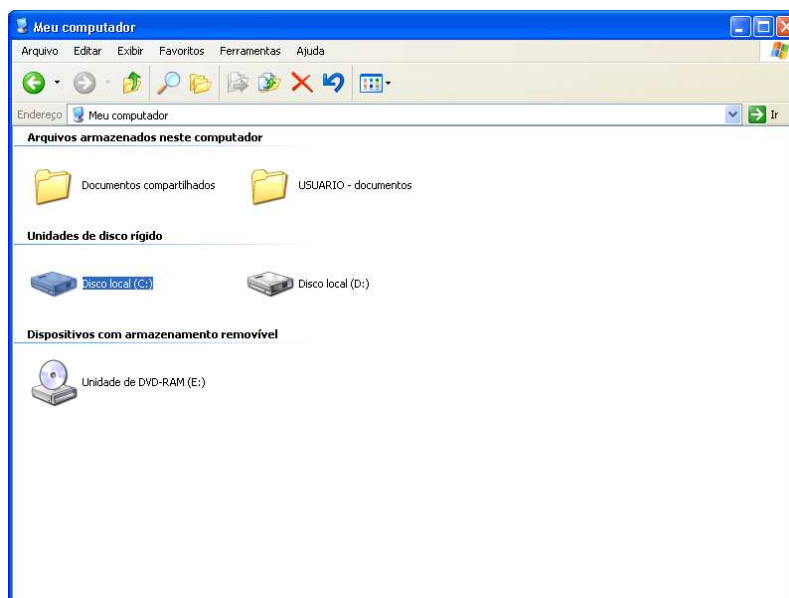 Meu computador
Arquivo Editar Exibir Favoritos Ferramentas Ajuda
Endereço Meu computador Ir
Arquivos armazenados neste computador
Documentos compartilhados USUARIO - documentos
Unidades de disco rígido
Disco local (C:) Disco local (D:)
Dispositivos com armazenamento removível
Unidade de DVD-RAM (E:)